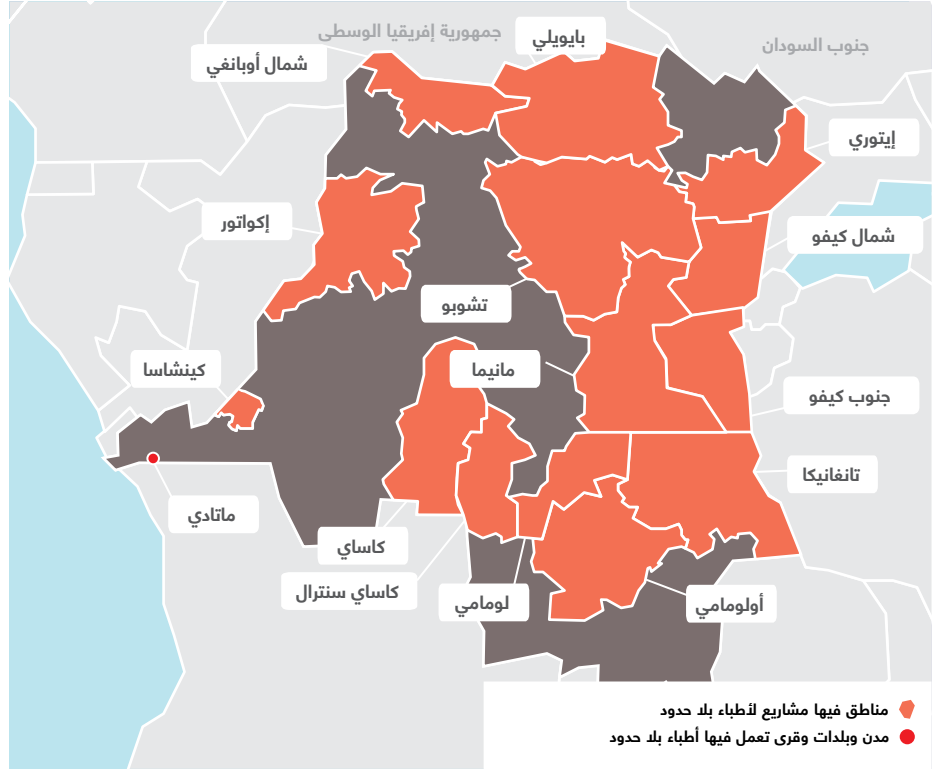 جمهورية إفريقيا الوسطى
بايويلي
جنوب السودان
شمال أوبانغي
إيتوري
إكواتور
شمال كيفو
تشوبو
كينشاسا
مانيما
جنوب كيفو
تانغانيكا
ماتادي
كاساي
كاساي سنترال
لومامي
أولومامي
مناطق فيها مشاريع لأطباء بلا حدود
مدن وبلدات وقرى تعمل فيها أطباء بلا حدود